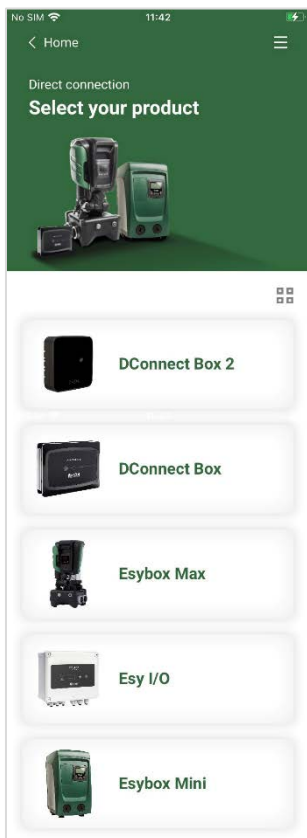 No SIM 11:42
Home
Direct connection
Select your product
DConnect Box 2
DConnect Box
Esybox Max
Esy I/O
Esybox Mini